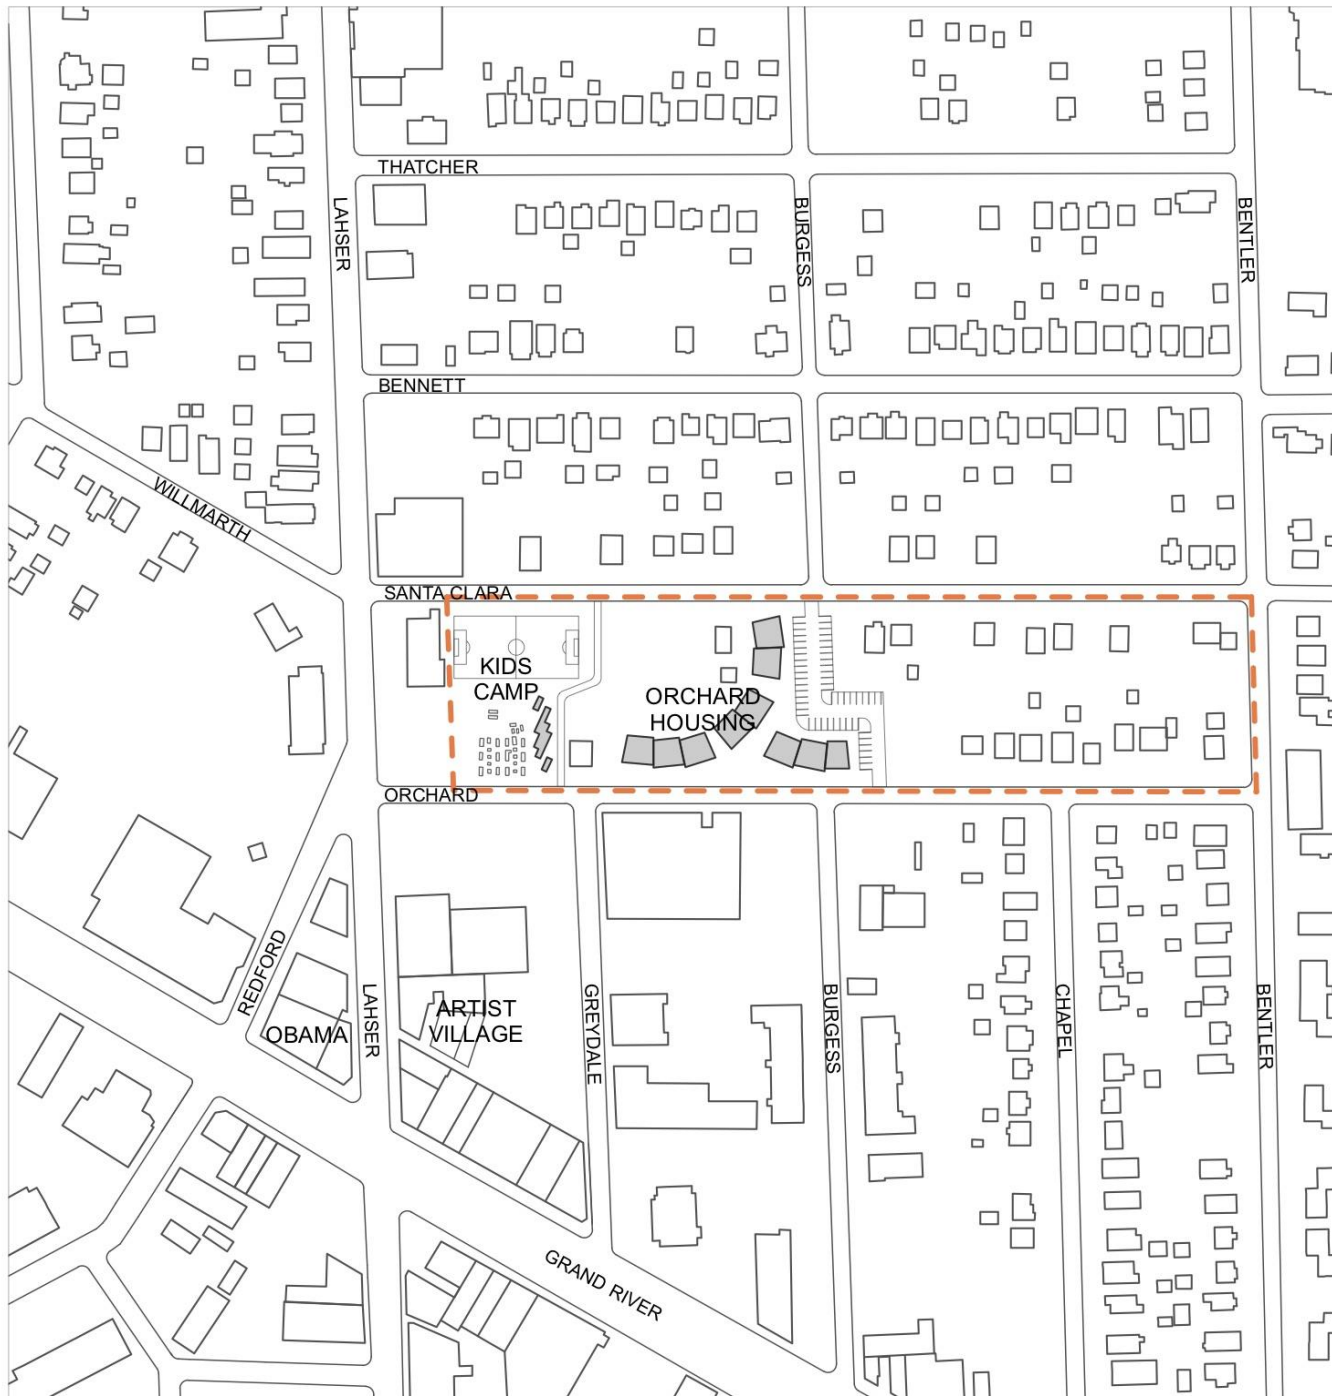 THATCHER
LAHSER
BURGESS
BENTLER
BENNETT
WILLMARTH
SANTA CLARA
KIDS
CAMP
ORCHARD
HOUSING
ORCHARD
REDFORD
OBAMA
LAHSER
ARTIST
VILLAGE
GREYDALE
BURGESS
CHAPEL
BENTLER
GRAND RIVER